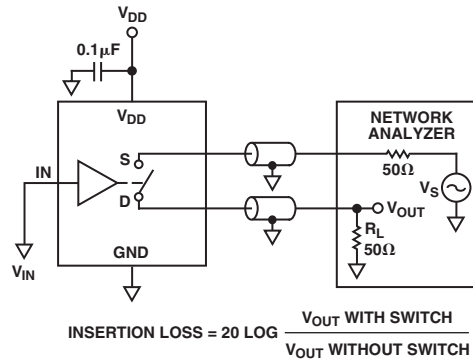 VDD
0.1µF
VDD
NETWORK
ANALYZER
S
50Ω
VS
IN
D
VOUT
RL
50Ω
GND
VIN
INSERTION LOSS = 20 LOG VOUT WITH SWITCH
VOUT WITHOUT SWITCH